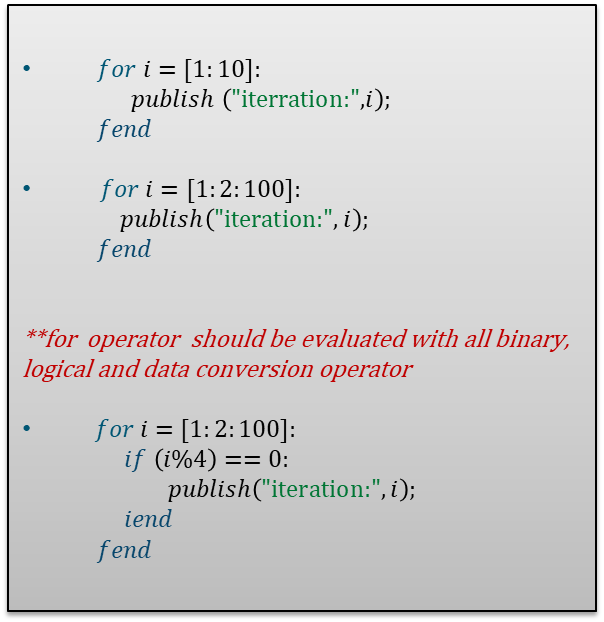 • for i = [1: 10]:
publish ("iterration:",i);
fend
• for i = [1: 2: 100]:
publish("iteration:", i);
fend
**for operator should be evaluated with all binary,
logical and data conversion operator
• for i = [1: 2: 100]:
if (i%4) == 0:
publish("iteration:", i);
iend
fend